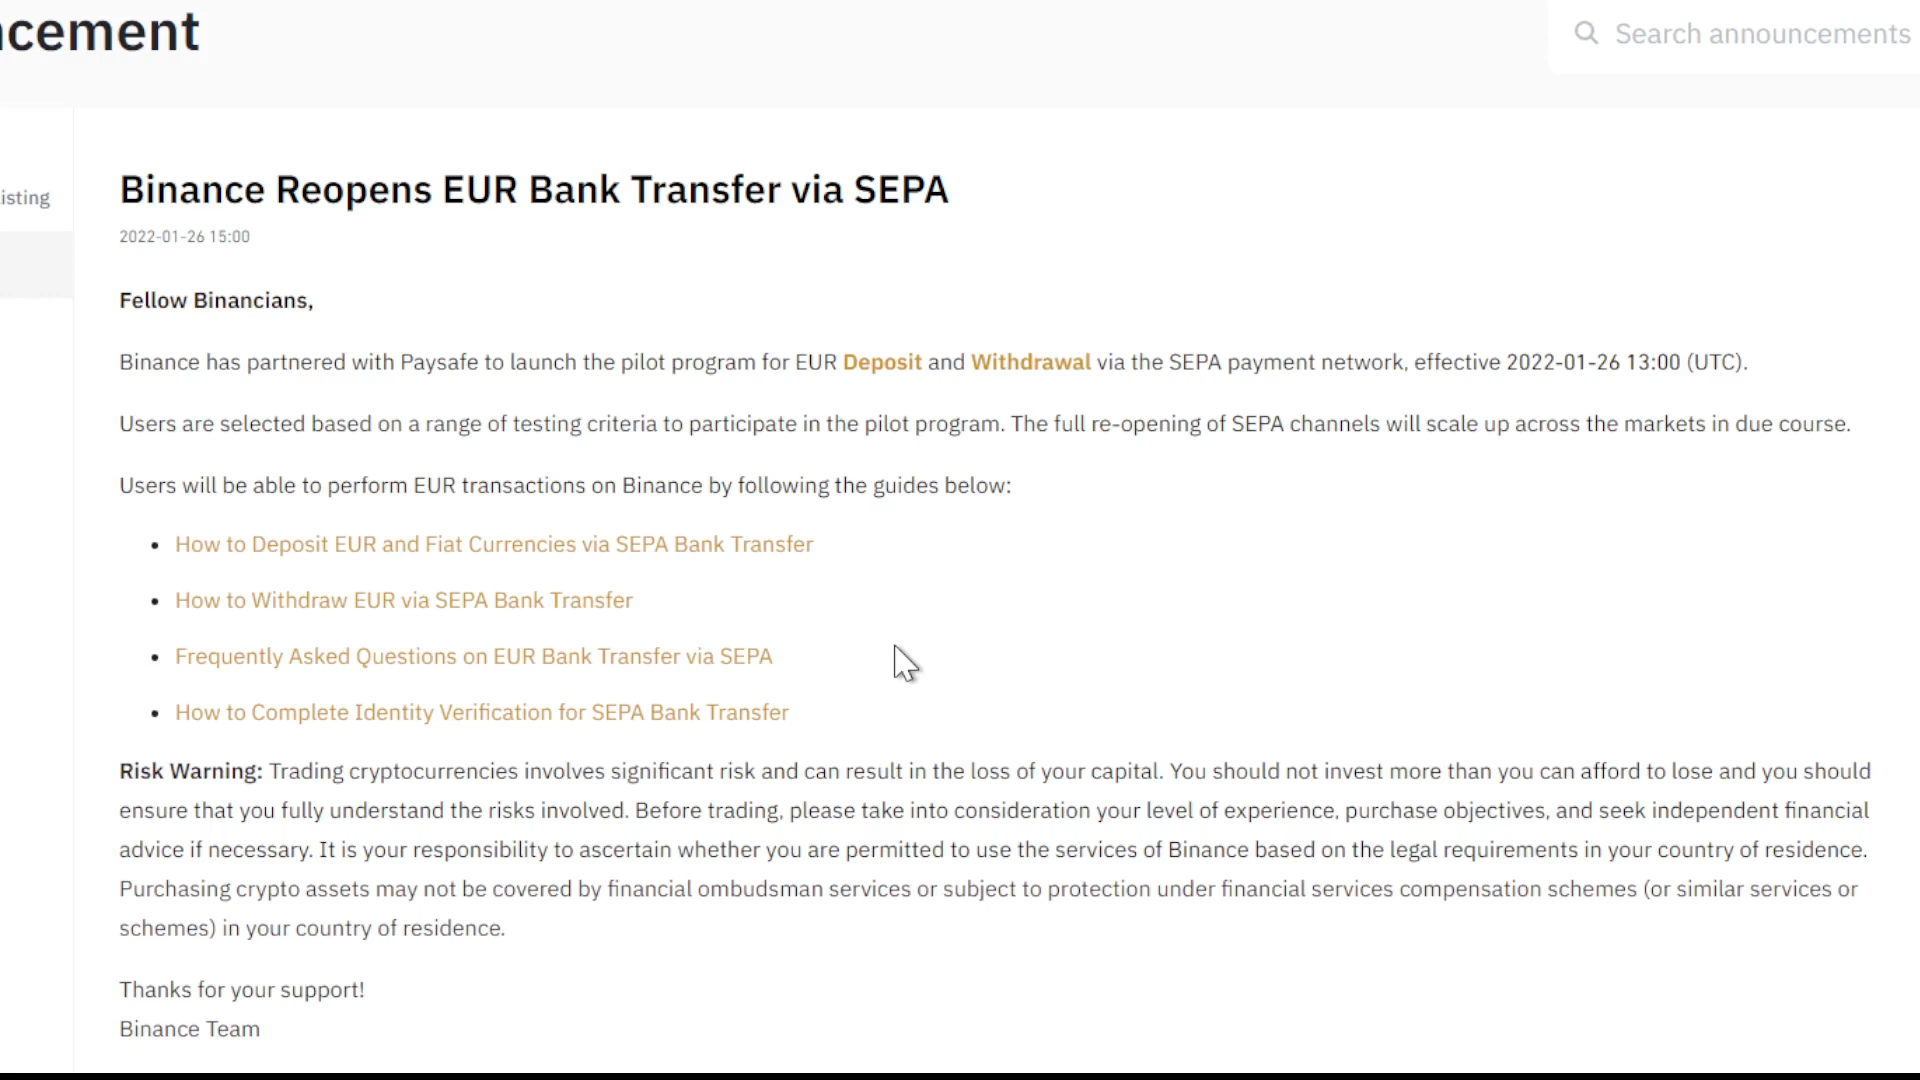 cement
Search announcements
isting
Binance Reopens EUR Bank Transfer via SEPA
2022-01-26 15:00
Fellow Binancians,
Binance has partnered with Paysafe to launch the pilot program for EUR Deposit and Withdrawal via the SEPA payment network, effective 2022-01-26 13:00 (UTC).
Users are selected based on a range of testing criteria to participate in the pilot program. The full re-opening of SEPA channels will scale up across the markets in due course.
Users will be able to perform EUR transactions on Binance by following the guides below:
• How to Deposit EUR and Fiat Currencies via SEPA Bank Transfer
• How to Withdraw EUR via SEPA Bank Transfer
• Frequently Asked Questions on EUR Bank Transfer via SEPA
• How to Complete Identity Verification for SEPA Bank Transfer
Risk Warning: Trading cryptocurrencies involves significant risk and can result in the loss of your capital. You should not invest more than you can afford to lose and you should
ensure that you fully understand the risks involved. Before trading, please take into consideration your level of experience, purchase objectives, and seek independent financial
advice if necessary. It is your responsibility to ascertain whether you are permitted to use the services of Binance based on the legal requirements in your country of residence.
Purchasing crypto assets may not be covered by financial ombudsman services or subject to protection under financial services compensation schemes (or similar services or
schemes) in your country of residence.
Thanks for your support!
Binance Team